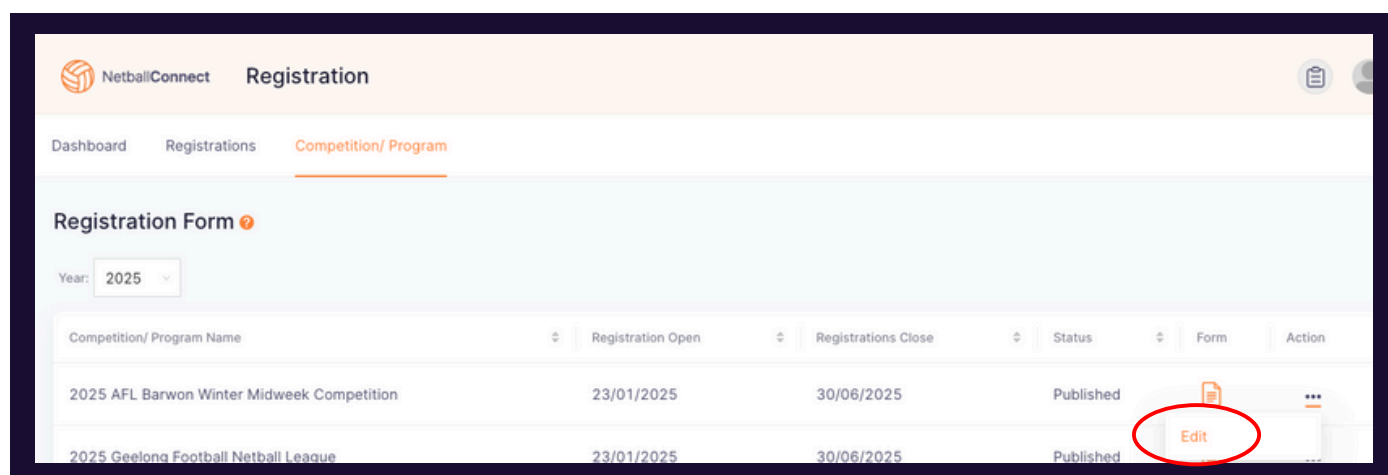 NetballConnect Registration
Dashboard Registrations Competition/ Program
Registration Form ?
Year: 2025
Competition/ Program Name Registration Open Registrations Close Status Form Action
2025 AFL Barwon Winter Midweek Competition 23/01/2025 30/06/2025 Published ...
Edit
2025 Geelong Football Netball League 23/01/2025 30/06/2025 Published